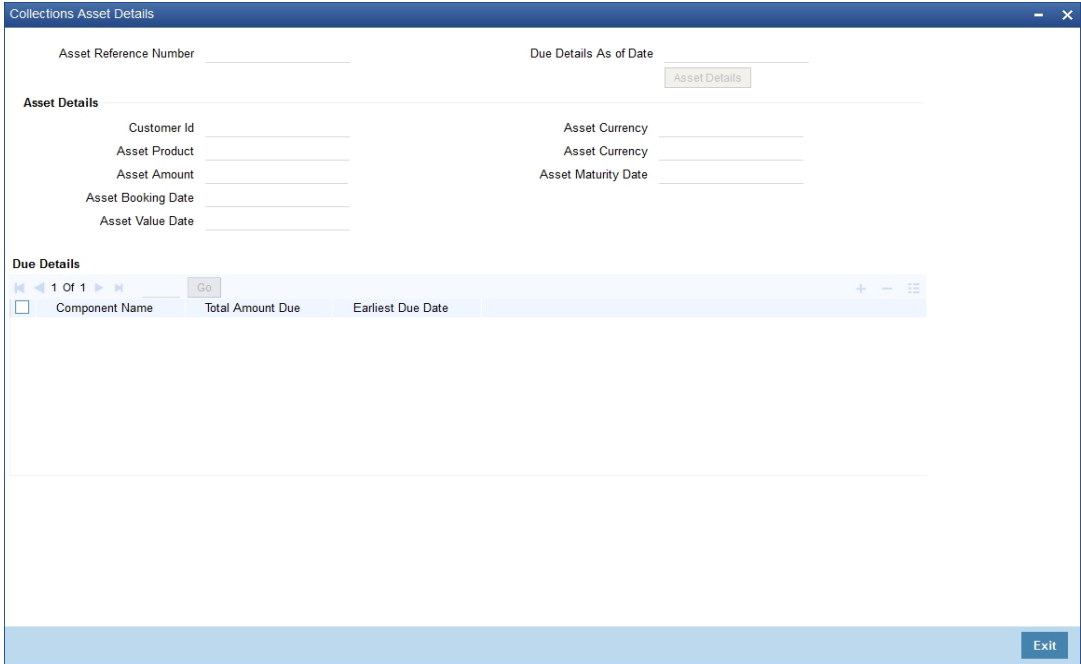 Collections Asset Details
Asset Reference Number
Due Details As of Date
Asset Details
Asset Details
Customer Id
Asset Currency
Asset Product
Asset Currency
Asset Amount
Asset Maturity Date
Asset Booking Date
Asset Value Date
Due Details
1 Of 1 Go
Component Name Total Amount Due Earliest Due Date
Exit